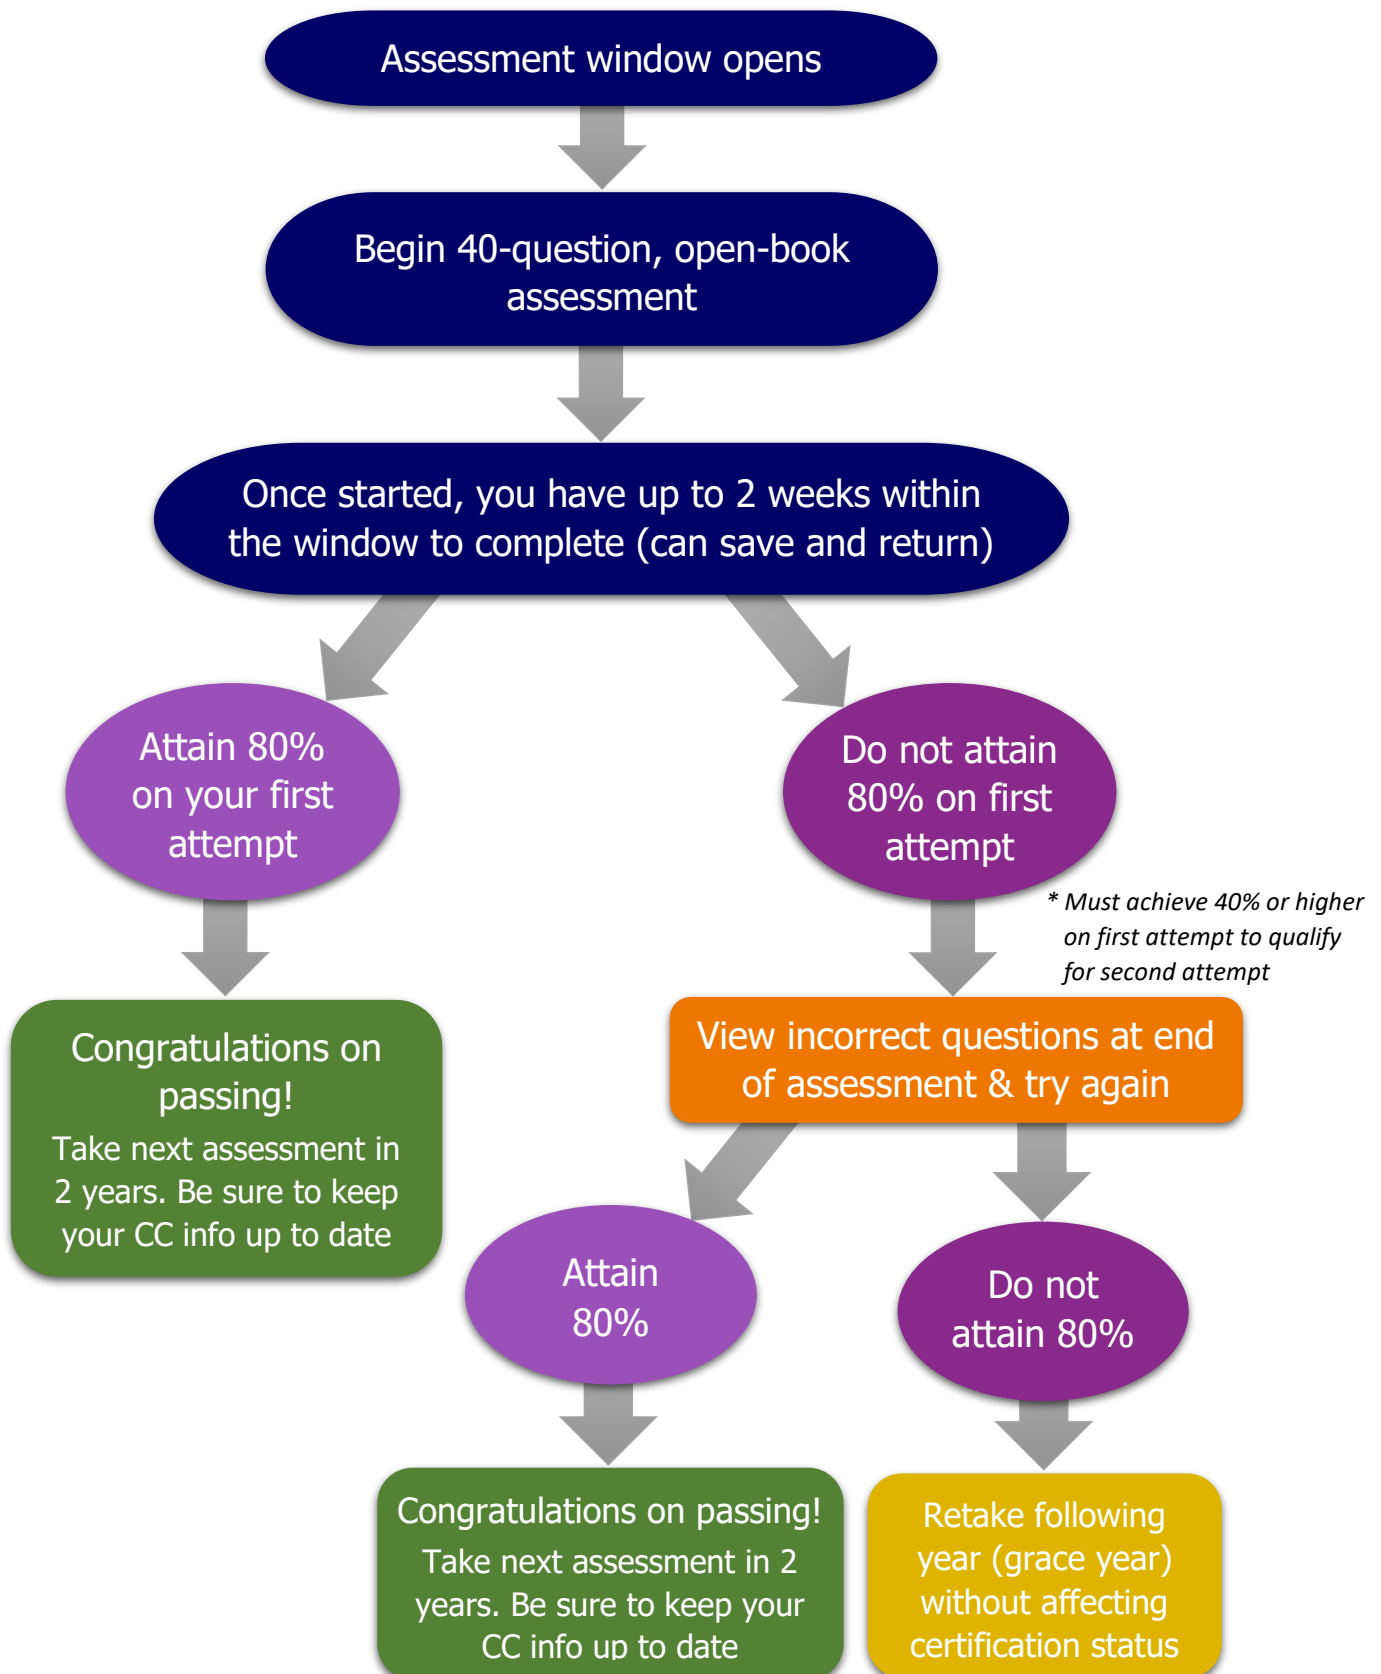 Assessment window opens
Begin 40-question, open-book
assessment
Once started, you have up to 2 weeks within
the window to complete (can save and return)
Attain 80%
on your first
attempt
Do not attain
80% on first
attempt
* Must achieve 40% or higher
on first attempt to qualify
for second attempt
Congratulations on
passing!
Take next assessment in
2 years. Be sure to keep
your CC info up to date
View incorrect questions at end
of assessment & try again
Attain
80%
Do not
attain 80%
Congratulations on passing!
Take next assessment in 2
years. Be sure to keep your
CC info up to date
Retake following
year (grace year)
without affecting
certification status